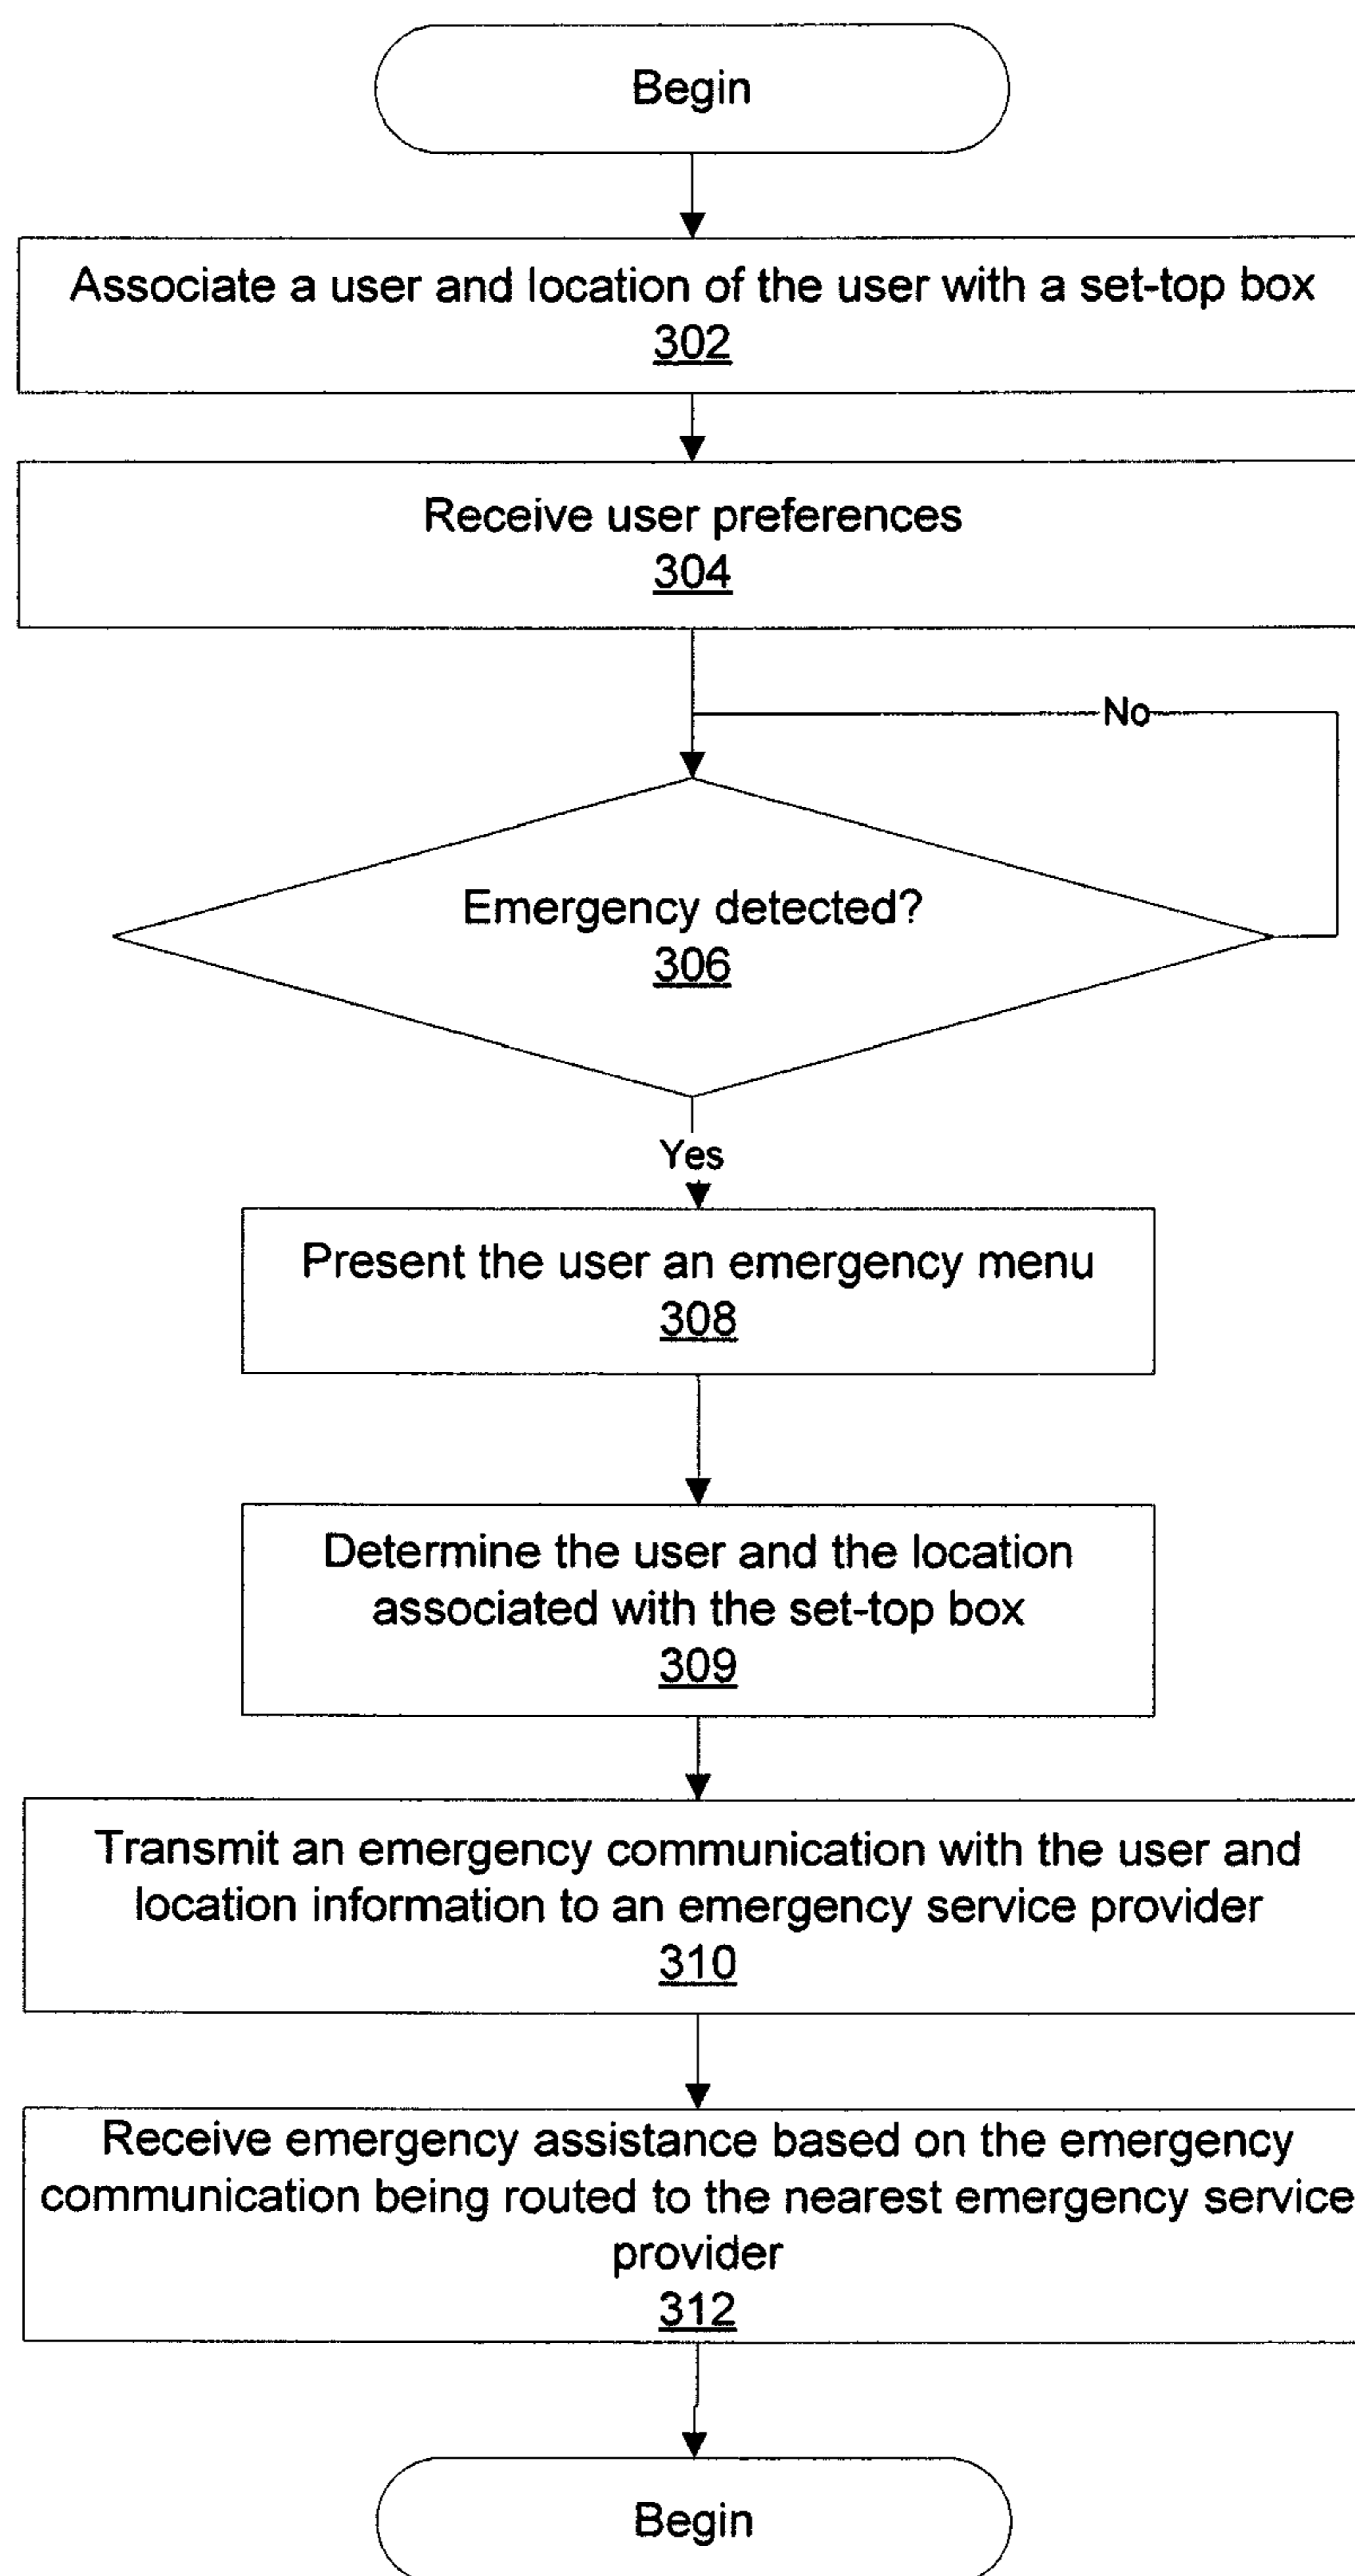 Begin
Associate a user and location of the user with a set-top box
302
Receive user preferences
304
No
Emergency detected?
306
Yes
Present the user an emergency menu
308
Determine the user and the location
associated with the set-top box
309
Transmit an emergency communication with the user and
location information to an emergency service provider
310
Receive emergency assistance based on the emergency
communication being routed to the nearest emergency service
provider
312
Begin